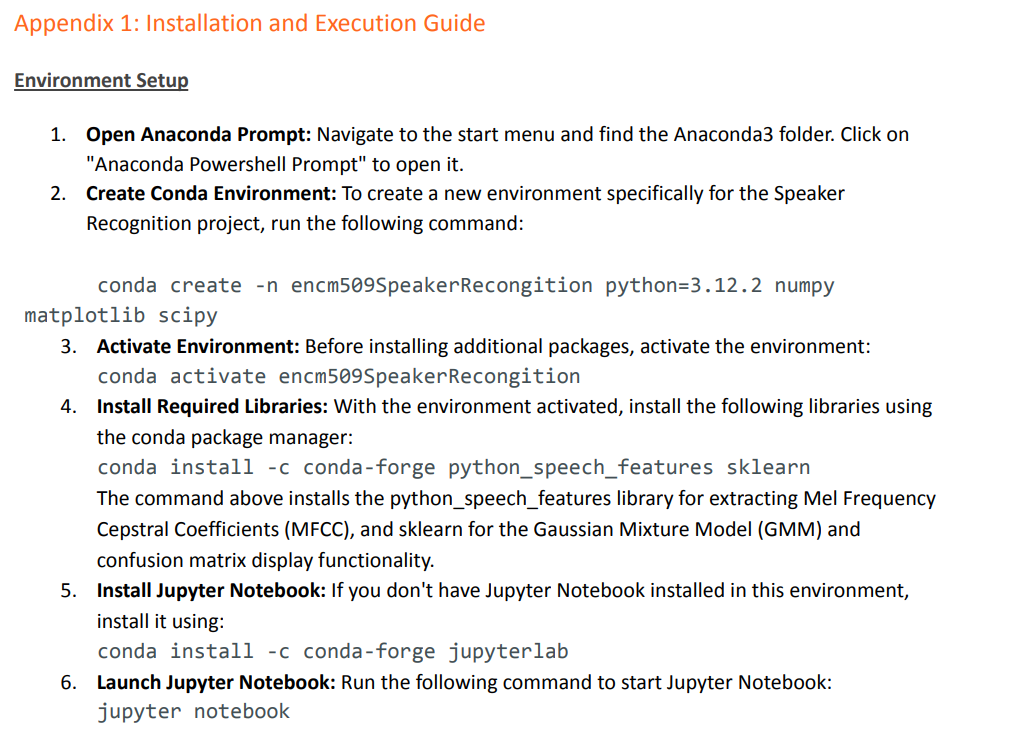 Appendix 1: Installation and Execution Guide
Environment Setup
1. Open Anaconda Prompt: Navigate to the start menu and find the Anaconda3 folder. Click on
"Anaconda Powershell Prompt" to open it.
2. Create Conda Environment: To create a new environment specifically for the Speaker
Recognition project, run the following command:
conda create -n encm509SpeakerRecongition python=3.12.2 numpy
matplotlib scipy
3. Activate Environment: Before installing additional packages, activate the environment:
conda activate encm509SpeakerRecongition
4. Install Required Libraries: With the environment activated, install the following libraries using
the conda package manager:
conda install -c conda-forge python_speech_features sklearn
The command above installs the python_speech_features library for extracting Mel Frequency
Cepstral Coefficients (MFCC), and sklearn for the Gaussian Mixture Model (GMM) and
confusion matrix display functionality.
5. Install Jupyter Notebook: If you don't have Jupyter Notebook installed in this environment,
install it using:
conda install -c conda-forge jupyterlab
6. Launch Jupyter Notebook: Run the following command to start Jupyter Notebook:
jupyter notebook